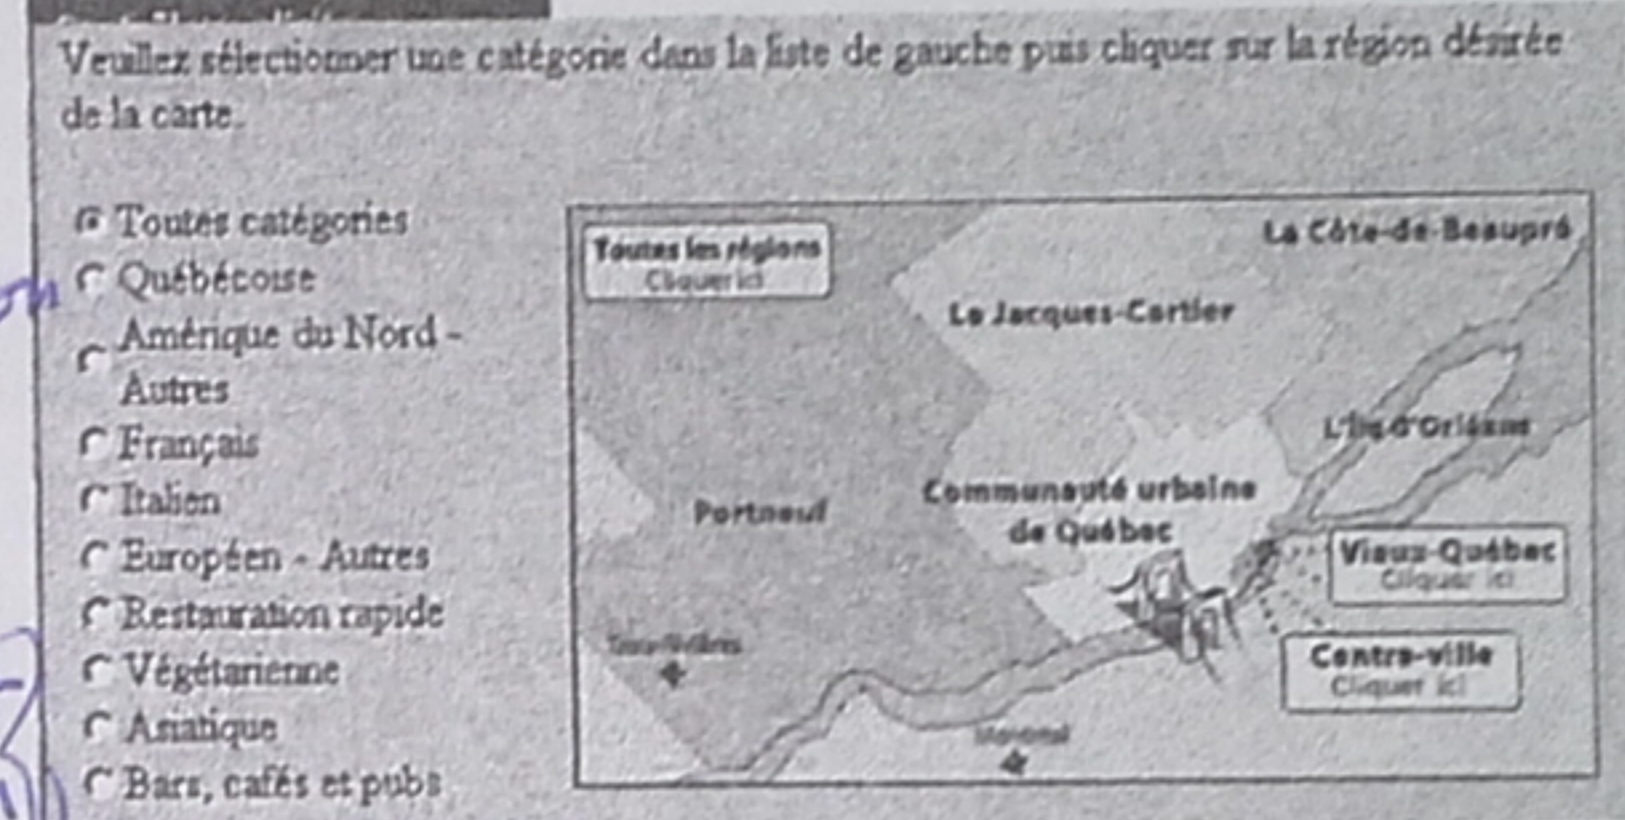 Veuillez sélectionner une catégorie dans la liste de gauche puis cliquer sur la région désirée
de la carte.
Toutes catégories
Québécoise
Amérique du Nord -
Autres
Français
Italien
Européen - Autres
Restauration rapide
Végétarienne
Asiatique
Bars, cafés et pubs
Toutes les régions
Cliquer ici
La Côte-de-Beaupré
La Jacques-Cartier
L'Île d'Orléans
Portneuf
Communauté urbaine
de Québec
Vieux-Québec
Cliquer ici
Trois-Rivières
Centre-ville
Cliquer ici
Montréal